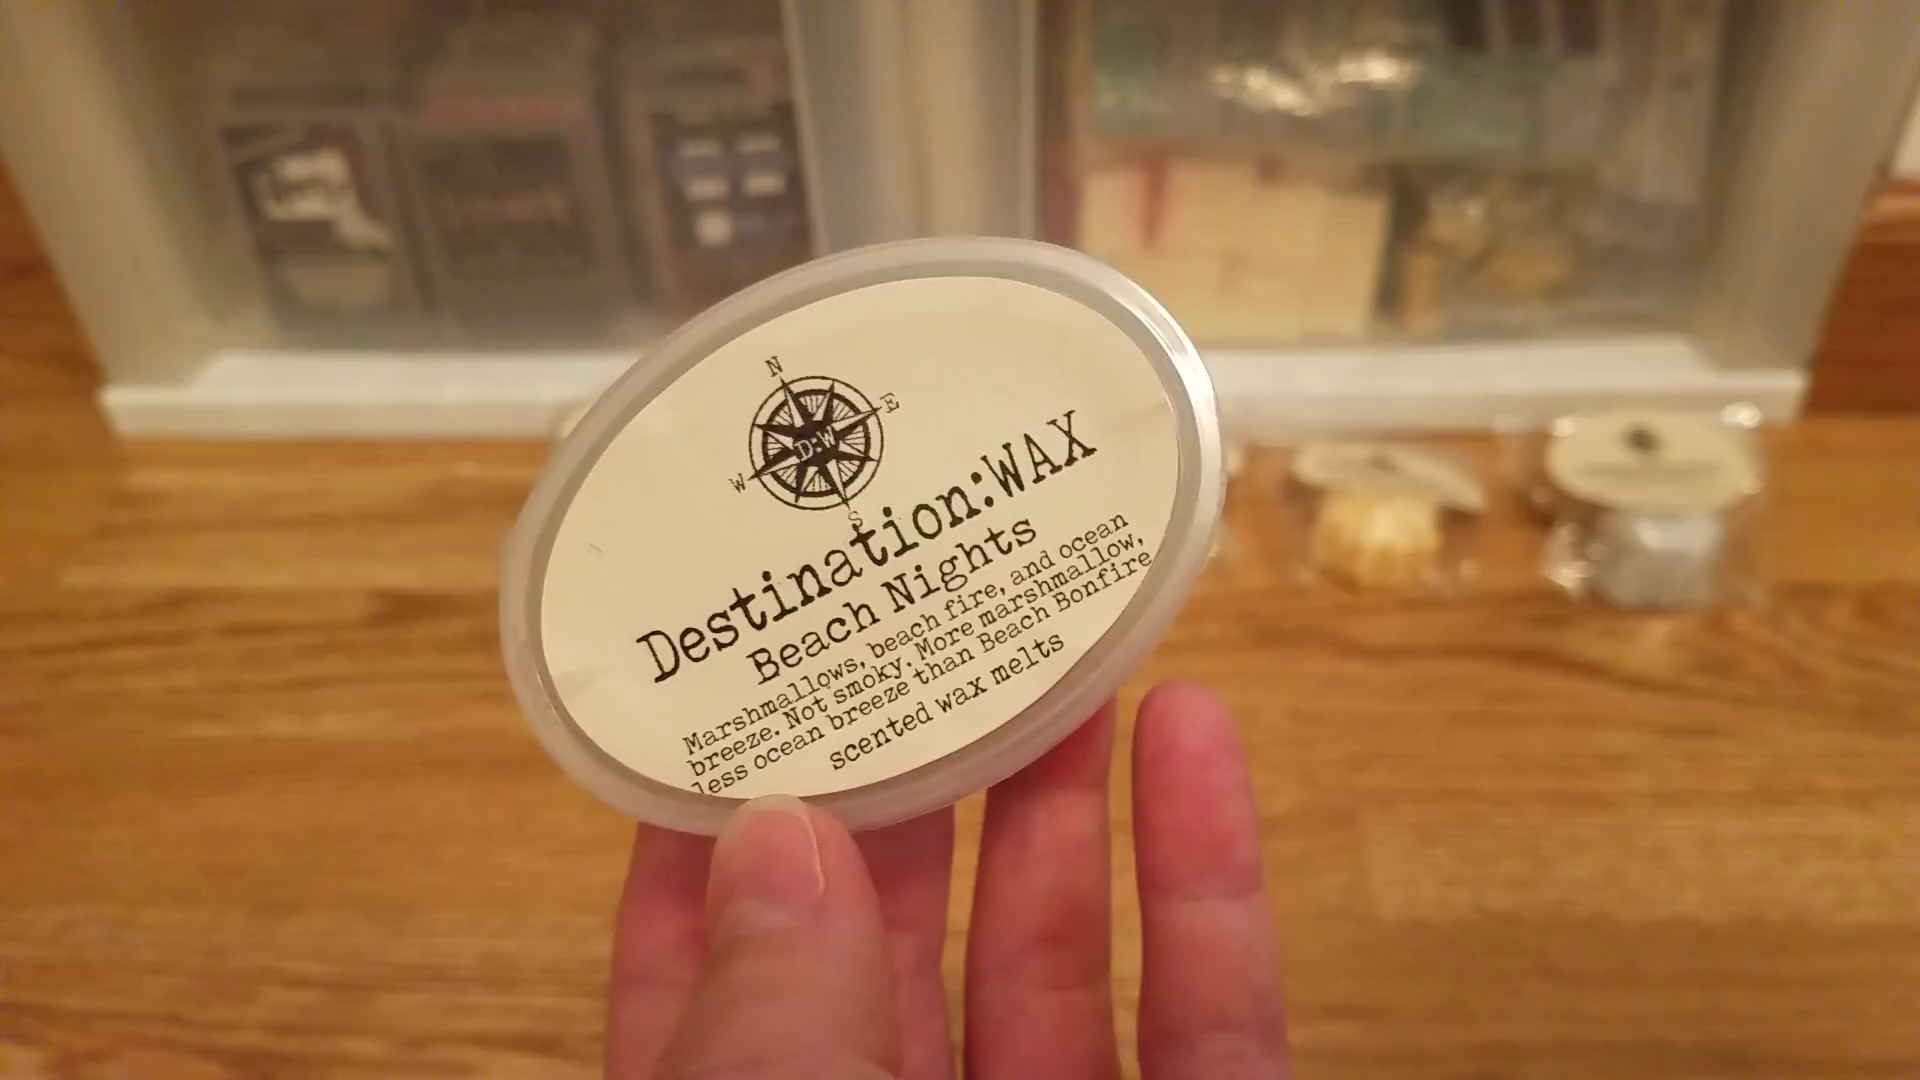 N
E
D:W
W
S
Destination:WAX
Beach Nights
Marshmallows, beach fire, and ocean
breeze. Not smoky. More marshmallow,
less ocean breeze than Beach Bonfire
scented wax melts